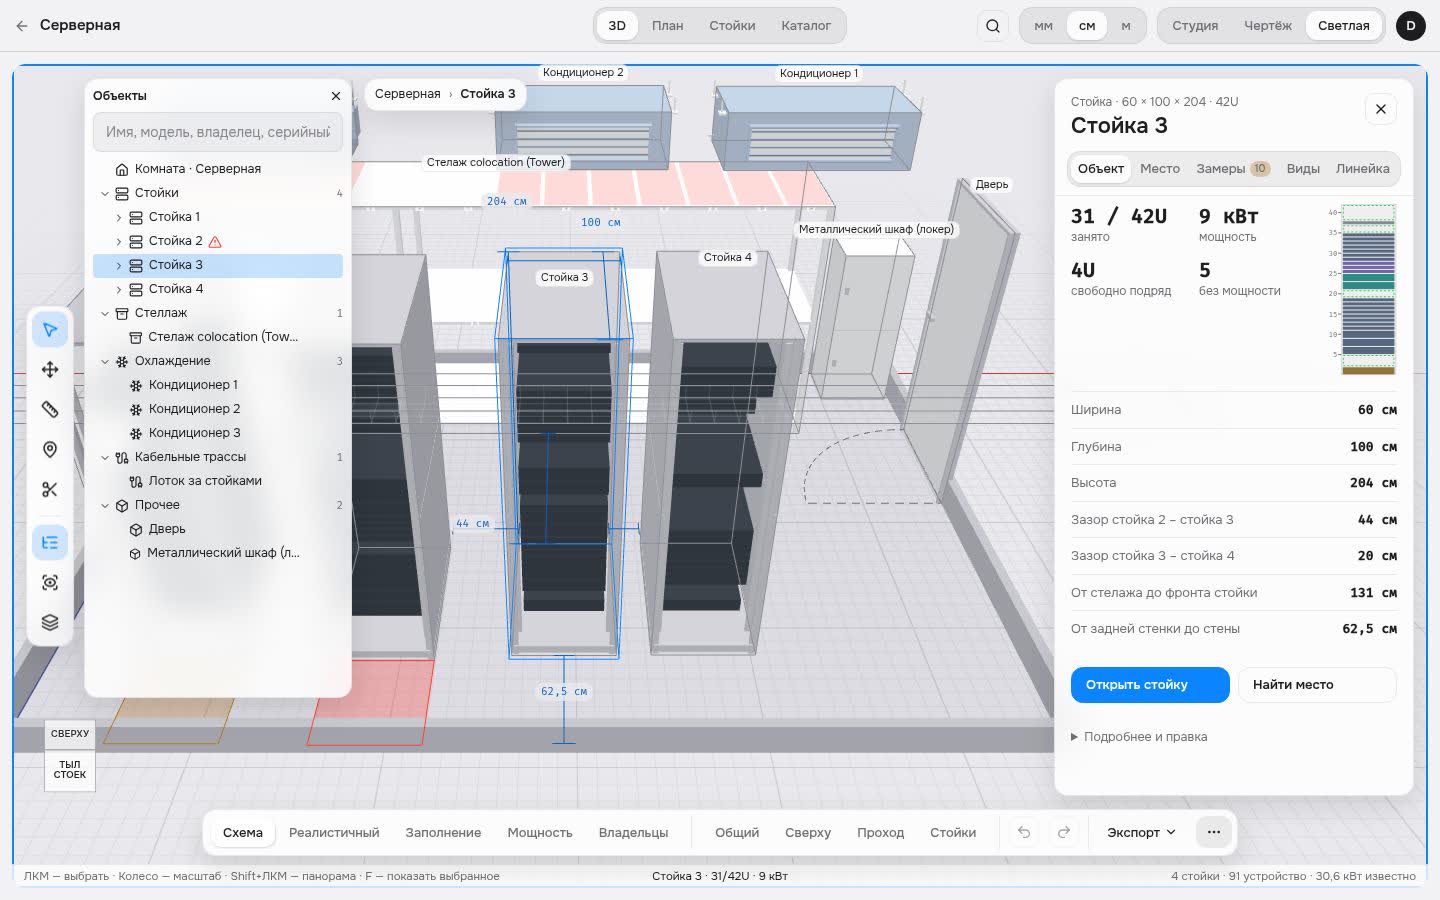 Серверная
3D План Стойки Каталог
мм см м
Студия Чертёж Светлая
D
Объекты
Имя, модель, владелец, серийный
Комната · Серверная
Стойки 4
Стойка 1
Стойка 2
Стойка 3
Стойка 4
Стеллаж 1
Стелаж colocation (Tow...
Охлаждение 3
Кондиционер 1
Кондиционер 2
Кондиционер 3
Кабельные трассы 1
Лоток за стойками
Прочее 2
Дверь
Металлический шкаф (л...
Серверная › Стойка 3
Кондиционер 2
Кондиционер 1
Стелаж colocation (Tower)
204 см
100 см
Дверь
Металлический шкаф (локер)
Стойка 3
Стойка 4
44 см
62,5 см
СВЕРХУ
ТЫЛ
СТОЕК
Стойка · 60 × 100 × 204 · 42U
Стойка 3
Объект Место Замеры 10 Виды Линейка
31 / 42U 9 кВт
занято мощность
4U 5
свободно подряд без мощности
40
35
30
25
20
15
10
5
Ширина 60 см
Глубина 100 см
Высота 204 см
Зазор стойка 2 – стойка 3 44 см
Зазор стойка 3 – стойка 4 20 см
От стелажа до фронта стойки 131 см
От задней стенки до стены 62,5 см
Открыть стойку Найти место
Подробнее и правка
Схема Реалистичный Заполнение Мощность Владельцы Общий Сверху Проход Стойки Экспорт
ЛКМ — выбрать · Колесо — масштаб · Shift+ЛКМ — панорама · F — показать выбранное
Стойка 3 · 31/42U · 9 кВт
4 стойки · 91 устройство · 30,6 кВт известно